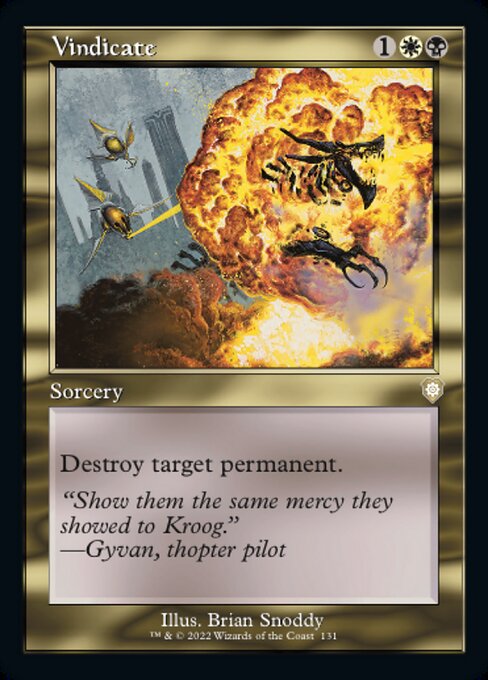 Vindicate 1
Sorcery
Destroy target permanent.
“Show them the same mercy they
showed to Kroog.”
—Gyvan, thopter pilot
Illus. Brian Snoddy
™ & © 2022 Wizards of the Coast 131